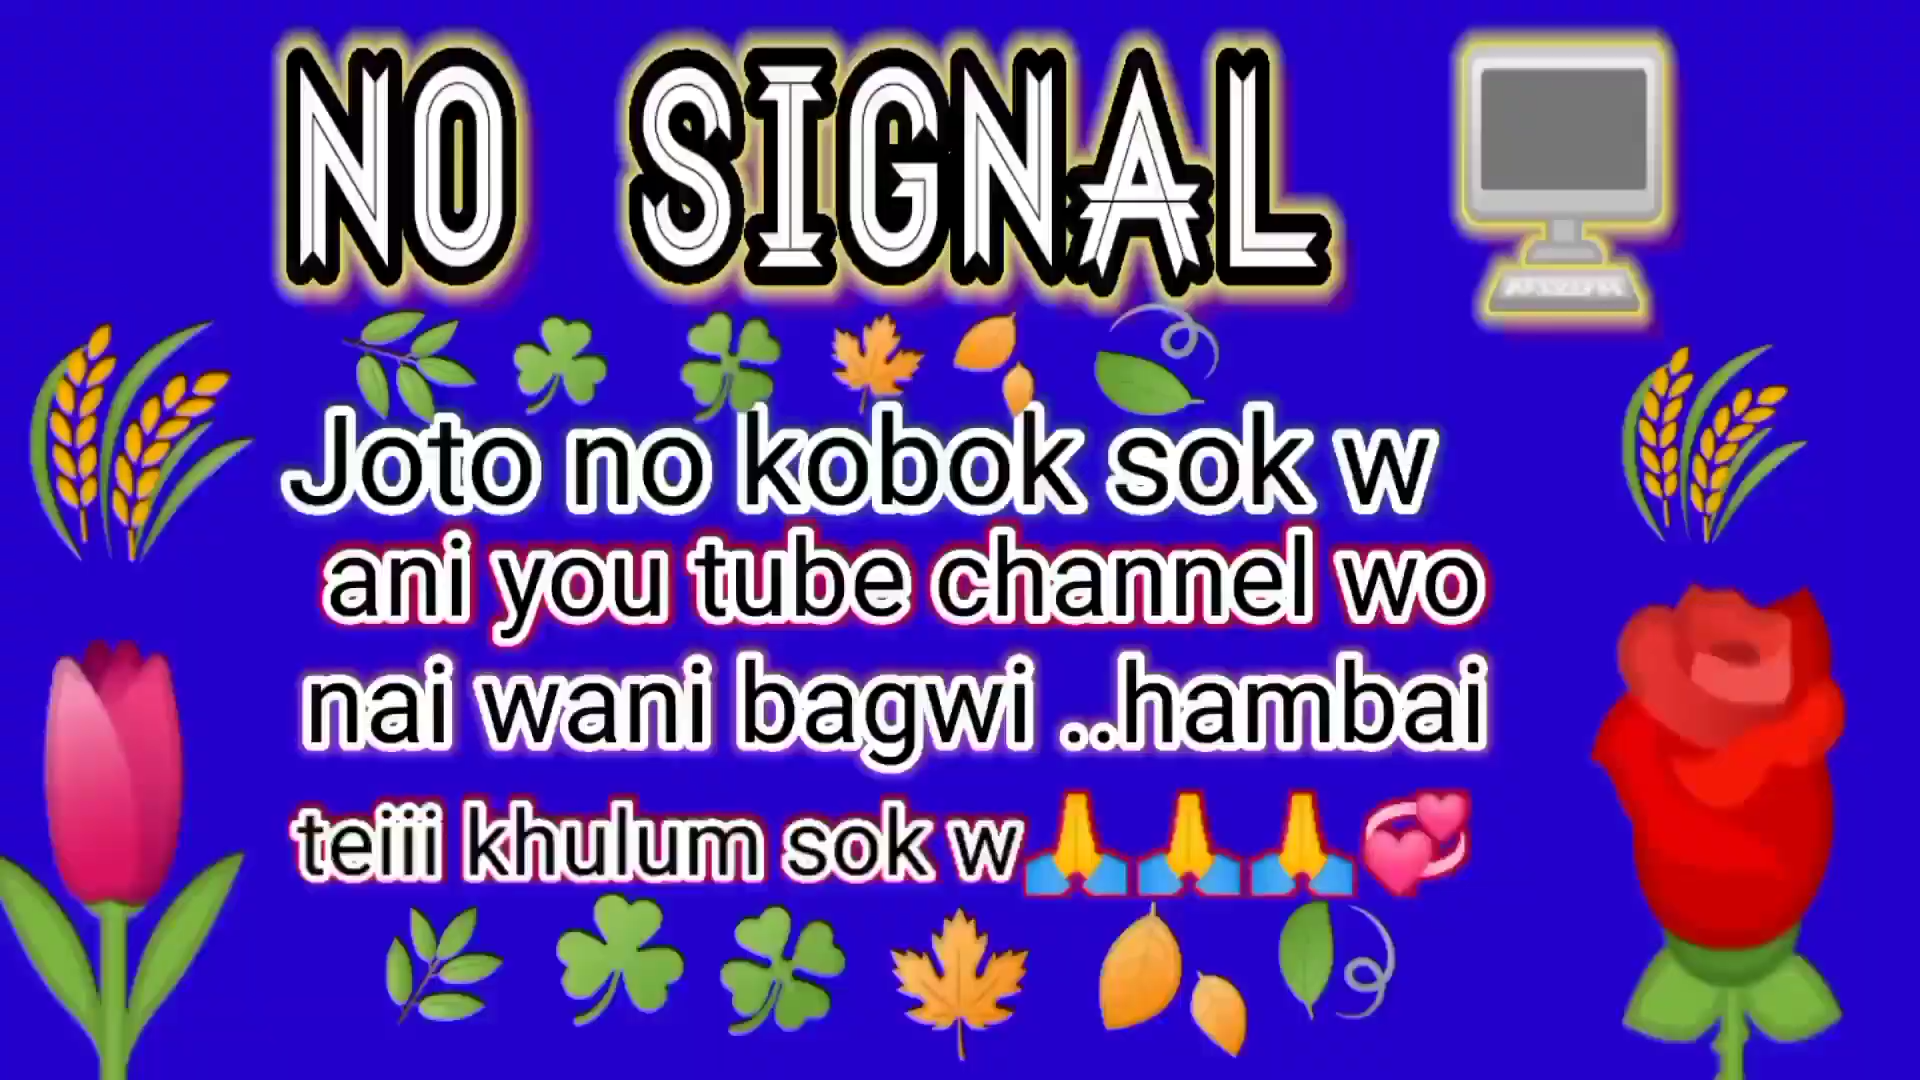 NO SIGNAL
Joto no kobok sok w
ani you tube channel wo
nai wani bagwi ..hambai
teiii khulum sok w🙏🙏🙏💞